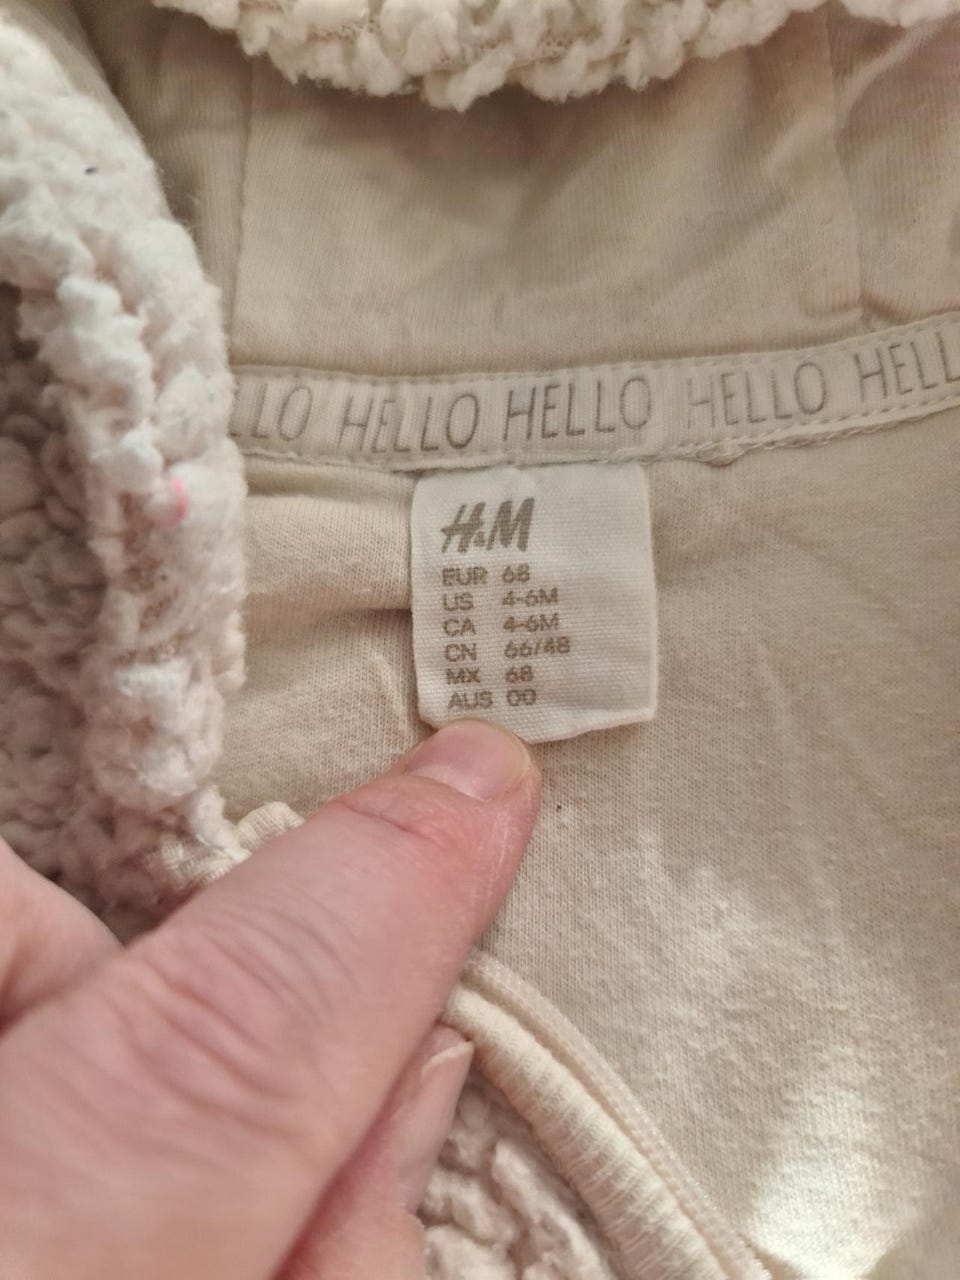 LLO HELLO HELLO HELLO HELL
H&M
EUR 68
US 4-6M
CA 4-6M
CN 66/48
MX 68
AUS 00